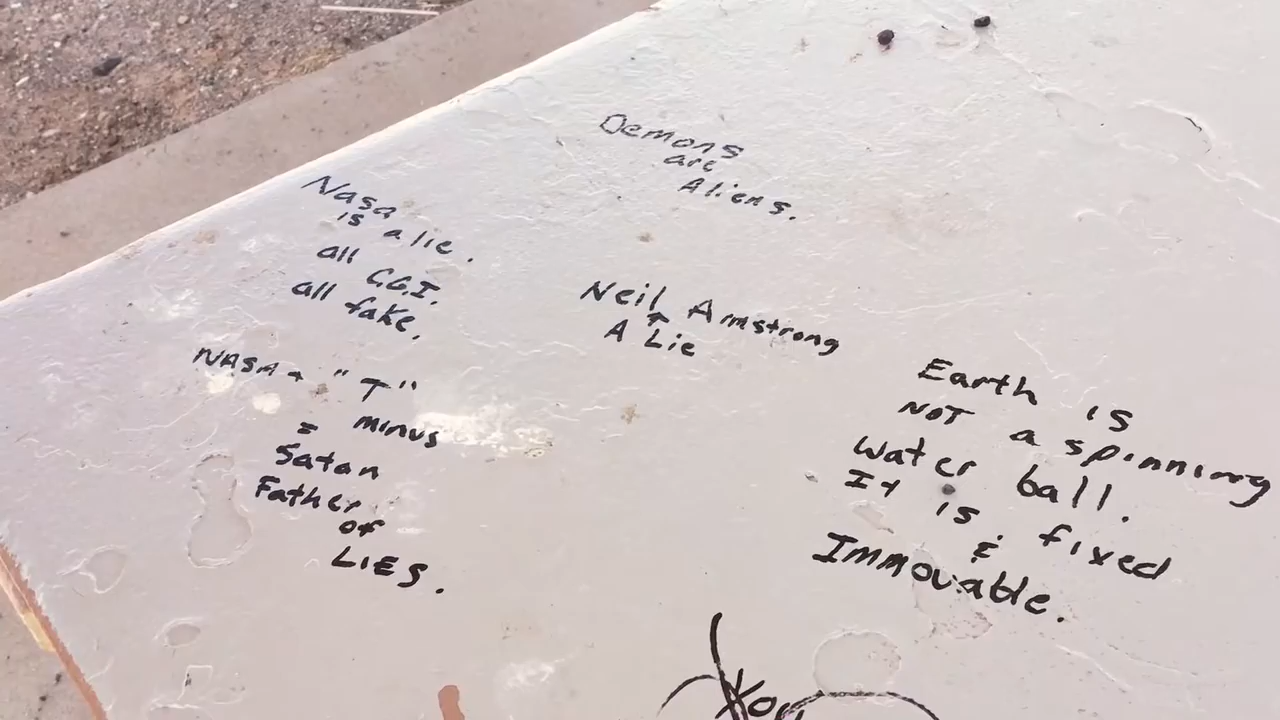 Demons
are
Aliens.
Nasa
is a lie.
all C.G.I.
all fake.
Neil Armstrong
A Lie
NASA + "T"
minus
=
Satan
Father
of
LIES.
Earth is
NOT a spinning
water ball.
It is fixed
&
Immovable.
You